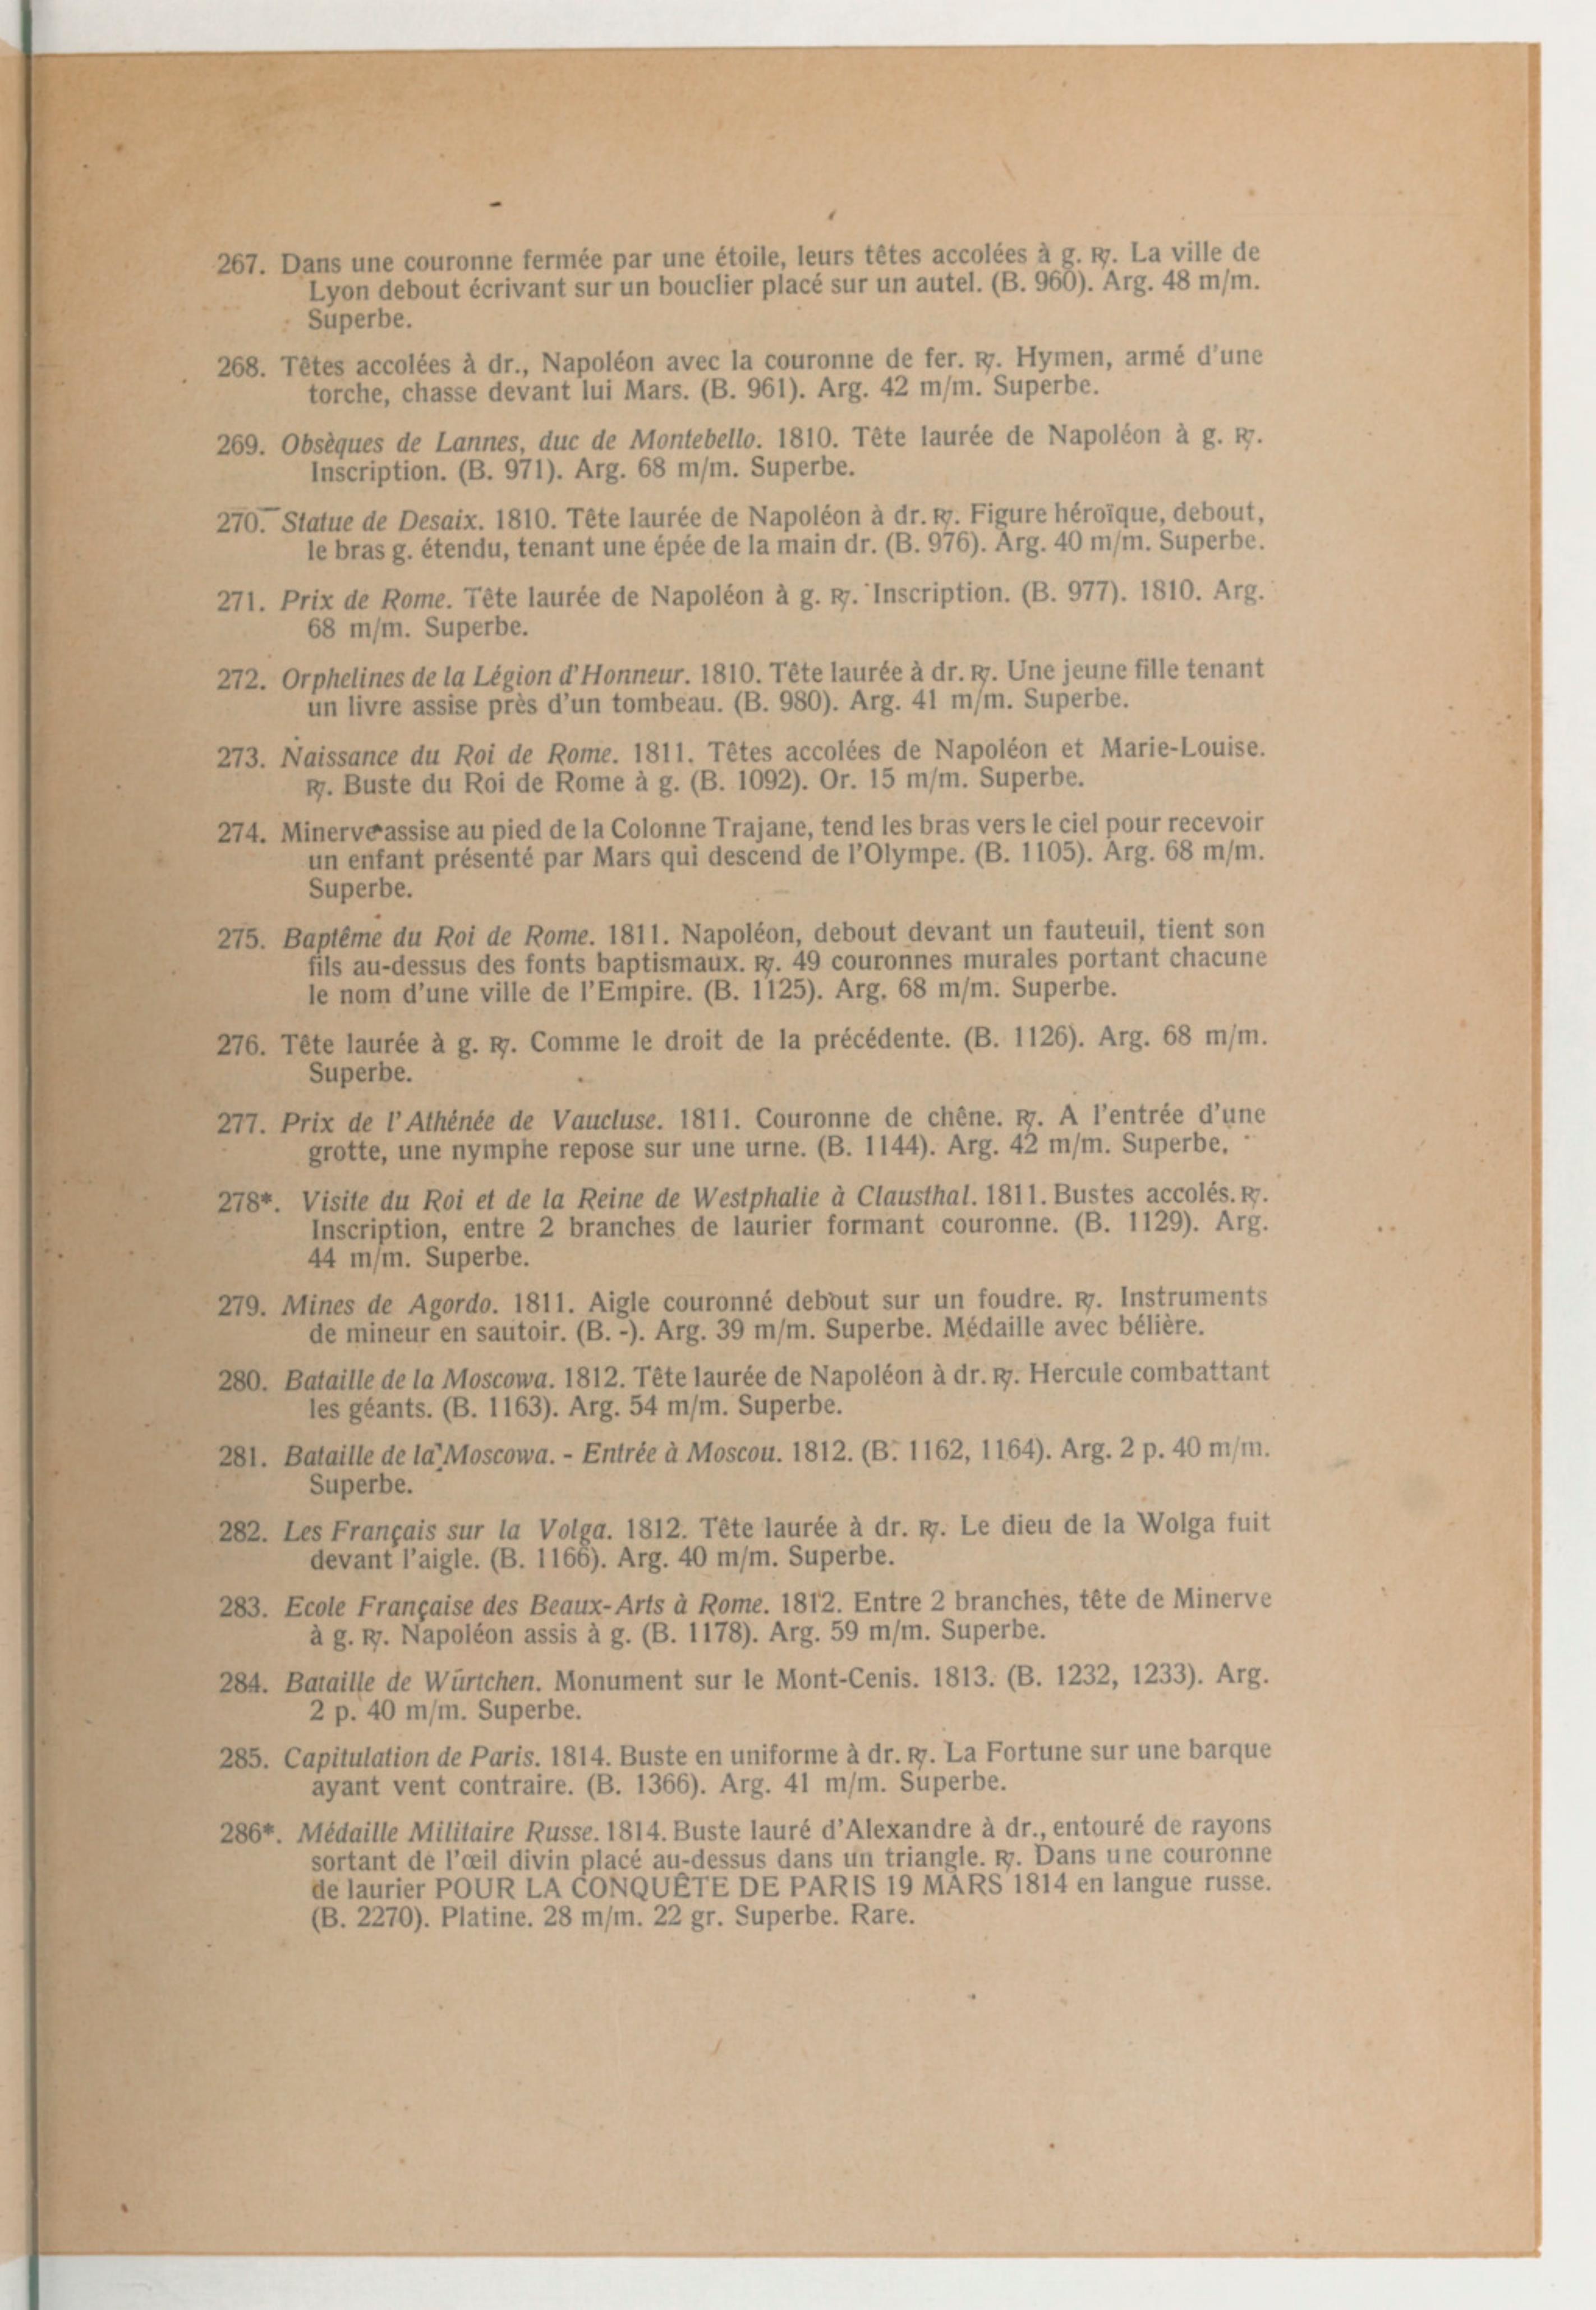 267. Dans une couronne fermée par une étoile, leurs têtes accolées à g. ꝶ. La ville de
Lyon debout écrivant sur un bouclier placé sur un autel. (B. 960). Arg. 48 m/m.
Superbe.
268. Têtes accolées à dr., Napoléon avec la couronne de fer. ꝶ. Hymen, armé d'une
torche, chasse devant lui Mars. (B. 961). Arg. 42 m/m. Superbe.
269. Obsèques de Lannes, duc de Montebello. 1810. Tête laurée de Napoléon à g. ꝶ.
Inscription. (B. 971). Arg. 68 m/m. Superbe.
270. Statue de Desaix. 1810. Tête laurée de Napoléon à dr. ꝶ. Figure héroïque, debout,
le bras g. étendu, tenant une épée de la main dr. (B. 976). Arg. 40 m/m. Superbe.
271. Prix de Rome. Tête laurée de Napoléon à g. ꝶ. Inscription. (B. 977). 1810. Arg.
68 m/m. Superbe.
272. Orphelines de la Légion d'Honneur. 1810. Tête laurée à dr. ꝶ. Une jeune fille tenant
un livre assise près d'un tombeau. (B. 980). Arg. 41 m/m. Superbe.
273. Naissance du Roi de Rome. 1811. Têtes accolées de Napoléon et Marie-Louise.
ꝶ. Buste du Roi de Rome à g. (B. 1092). Or. 15 m/m. Superbe.
274. Minerve assise au pied de la Colonne Trajane, tend les bras vers le ciel pour recevoir
un enfant présenté par Mars qui descend de l'Olympe. (B. 1105). Arg. 68 m/m.
Superbe.
275. Baptême du Roi de Rome. 1811. Napoléon, debout devant un fauteuil, tient son
fils au-dessus des fonts baptismaux. ꝶ. 49 couronnes murales portant chacune
le nom d'une ville de l'Empire. (B. 1125). Arg. 68 m/m. Superbe.
276. Tête laurée à g. ꝶ. Comme le droit de la précédente. (B. 1126). Arg. 68 m/m.
Superbe.
277. Prix de l'Athénée de Vaucluse. 1811. Couronne de chêne. ꝶ. A l'entrée d'une
grotte, une nymphe repose sur une urne. (B. 1144). Arg. 42 m/m. Superbe.
278*. Visite du Roi et de la Reine de Westphalie à Clausthal. 1811. Bustes accolés. ꝶ.
Inscription, entre 2 branches de laurier formant couronne. (B. 1129). Arg.
44 m/m. Superbe.
279. Mines de Agordo. 1811. Aigle couronné debout sur un foudre. ꝶ. Instruments
de mineur en sautoir. (B. -). Arg. 39 m/m. Superbe. Médaille avec bélière.
280. Bataille de la Moscowa. 1812. Tête laurée de Napoléon à dr. ꝶ. Hercule combattant
les géants. (B. 1163). Arg. 54 m/m. Superbe.
281. Bataille de la Moscowa. - Entrée à Moscou. 1812. (B. 1162, 1164). Arg. 2 p. 40 m/m.
Superbe.
282. Les Français sur la Volga. 1812. Tête laurée à dr. ꝶ. Le dieu de la Wolga fuit
devant l'aigle. (B. 1166). Arg. 40 m/m. Superbe.
283. Ecole Française des Beaux-Arts à Rome. 1812. Entre 2 branches, tête de Minerve
à g. ꝶ. Napoléon assis à g. (B. 1178). Arg. 59 m/m. Superbe.
284. Bataille de Würtchen. Monument sur le Mont-Cenis. 1813. (B. 1232, 1233). Arg.
2 p. 40 m/m. Superbe.
285. Capitulation de Paris. 1814. Buste en uniforme à dr. ꝶ. La Fortune sur une barque
ayant vent contraire. (B. 1366). Arg. 41 m/m. Superbe.
286*. Médaille Militaire Russe. 1814. Buste lauré d'Alexandre à dr., entouré de rayons
sortant de l'œil divin placé au-dessus dans un triangle. ꝶ. Dans une couronne
de laurier POUR LA CONQUÊTE DE PARIS 19 MARS 1814 en langue russe.
(B. 2270). Platine. 28 m/m. 22 gr. Superbe. Rare.